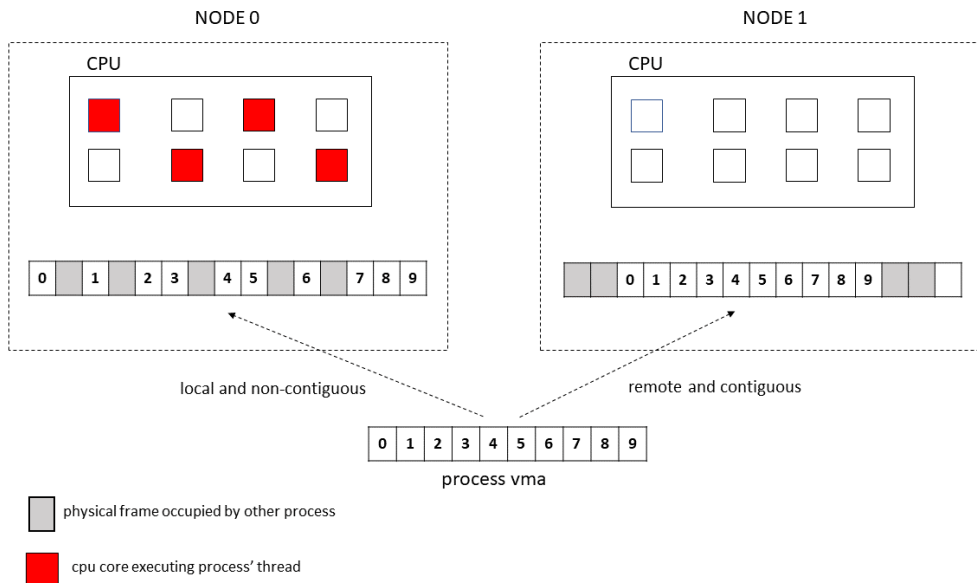 NODE 0
NODE 1
CPU
CPU
0 1 2 3 4 5 6 7 8 9
0 1 2 3 4 5 6 7 8 9
local and non-contiguous
remote and contiguous
0 1 2 3 4 5 6 7 8 9
process vma
physical frame occupied by other process
cpu core executing process’ thread